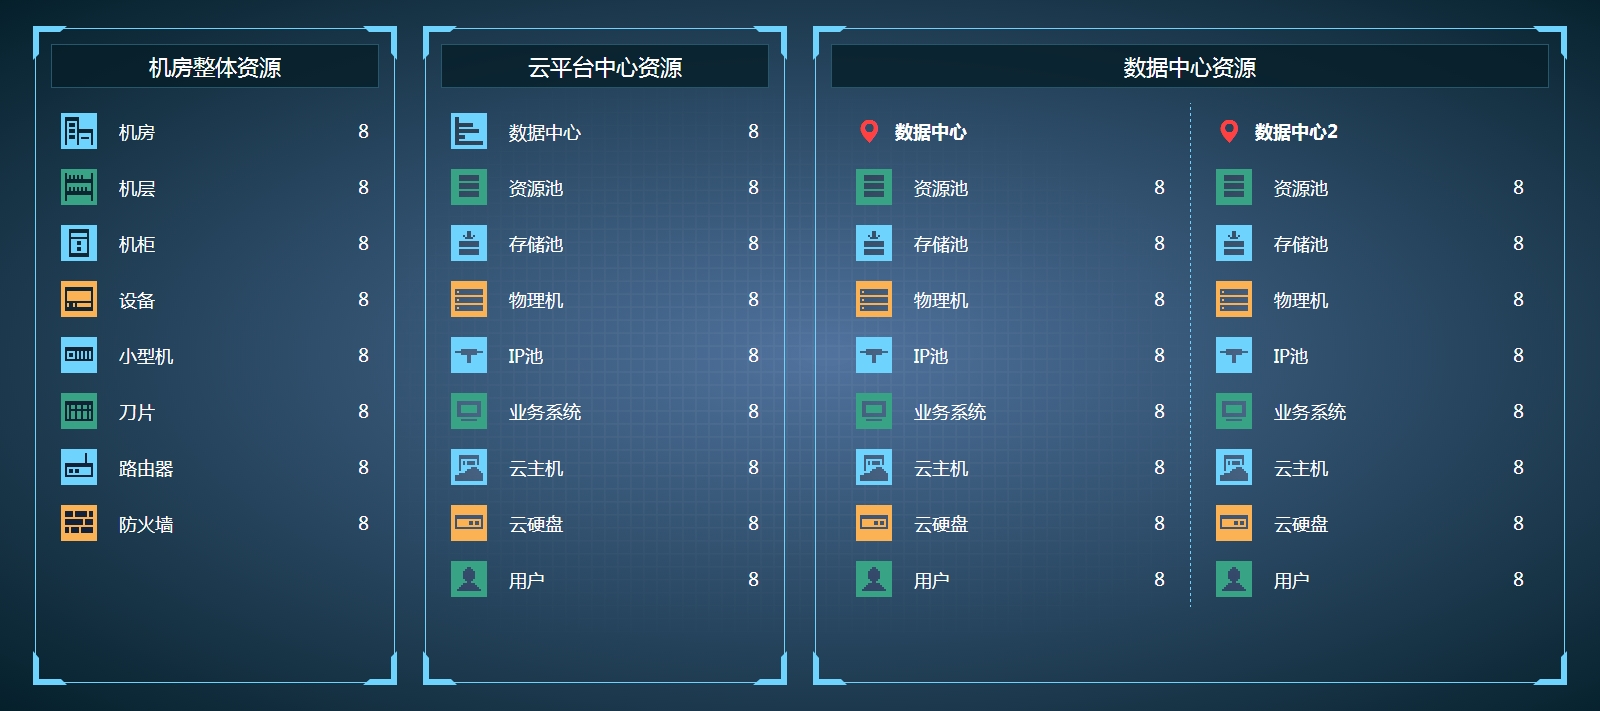 机房整体资源
机房 8
机层 8
机柜 8
设备 8
小型机 8
刀片 8
路由器 8
防火墙 8
云平台中心资源
数据中心 8
资源池 8
存储池 8
物理机 8
IP池 8
业务系统 8
云主机 8
云硬盘 8
用户 8
数据中心资源
数据中心
资源池 8
存储池 8
物理机 8
IP池 8
业务系统 8
云主机 8
云硬盘 8
用户 8
数据中心2
资源池 8
存储池 8
物理机 8
IP池 8
业务系统 8
云主机 8
云硬盘 8
用户 8